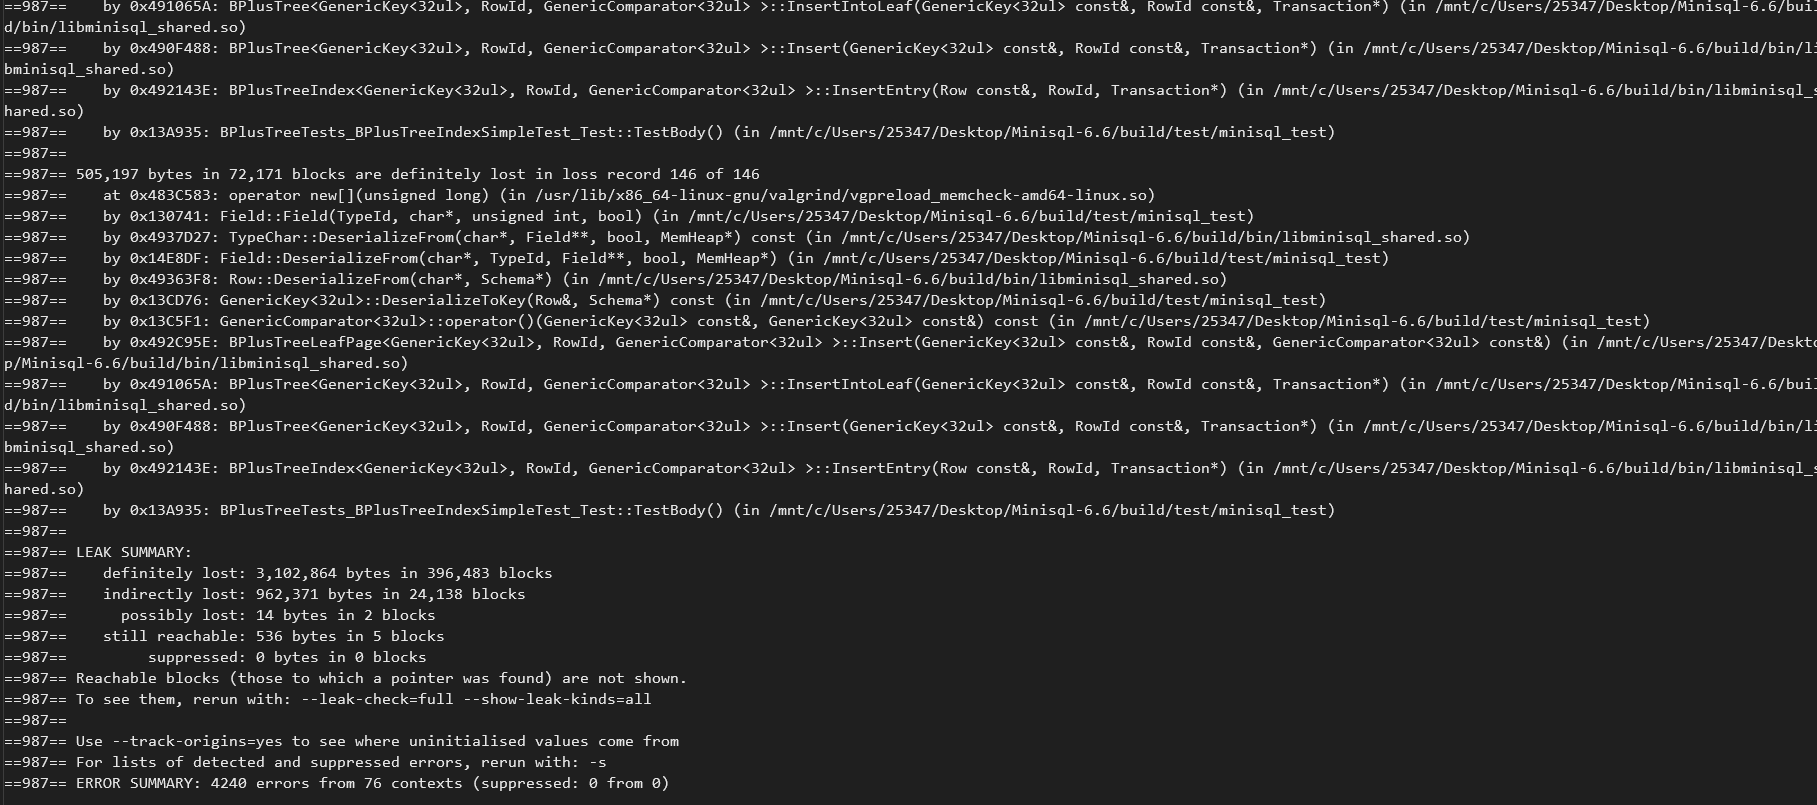 ==987==    by 0x491065A: BPlusTree<GenericKey<32ul>, RowId, GenericComparator<32ul> >::InsertIntoLeaf(GenericKey<32ul> const&, RowId const&, Transaction*) (in /mnt/c/Users/25347/Desktop/Minisql-6.6/buil
d/bin/libminisql_shared.so)
==987==    by 0x490F488: BPlusTree<GenericKey<32ul>, RowId, GenericComparator<32ul> >::Insert(GenericKey<32ul> const&, RowId const&, Transaction*) (in /mnt/c/Users/25347/Desktop/Minisql-6.6/build/bin/li
bminisql_shared.so)
==987==    by 0x492143E: BPlusTreeIndex<GenericKey<32ul>, RowId, GenericComparator<32ul> >::InsertEntry(Row const&, RowId, Transaction*) (in /mnt/c/Users/25347/Desktop/Minisql-6.6/build/bin/libminisql_s
hared.so)
==987==    by 0x13A935: BPlusTreeTests_BPlusTreeIndexSimpleTest_Test::TestBody() (in /mnt/c/Users/25347/Desktop/Minisql-6.6/build/test/minisql_test)
==987==
==987== 505,197 bytes in 72,171 blocks are definitely lost in loss record 146 of 146
==987==    at 0x483C583: operator new[](unsigned long) (in /usr/lib/x86_64-linux-gnu/valgrind/vgpreload_memcheck-amd64-linux.so)
==987==    by 0x130741: Field::Field(TypeId, char*, unsigned int, bool) (in /mnt/c/Users/25347/Desktop/Minisql-6.6/build/test/minisql_test)
==987==    by 0x4937D27: TypeChar::DeserializeFrom(char*, Field**, bool, MemHeap*) const (in /mnt/c/Users/25347/Desktop/Minisql-6.6/build/bin/libminisql_shared.so)
==987==    by 0x14E8DF: Field::DeserializeFrom(char*, TypeId, Field**, bool, MemHeap*) (in /mnt/c/Users/25347/Desktop/Minisql-6.6/build/test/minisql_test)
==987==    by 0x49363F8: Row::DeserializeFrom(char*, Schema*) (in /mnt/c/Users/25347/Desktop/Minisql-6.6/build/bin/libminisql_shared.so)
==987==    by 0x13CD76: GenericKey<32ul>::DeserializeToKey(Row&, Schema*) const (in /mnt/c/Users/25347/Desktop/Minisql-6.6/build/test/minisql_test)
==987==    by 0x13C5F1: GenericComparator<32ul>::operator()(GenericKey<32ul> const&, GenericKey<32ul> const&) const (in /mnt/c/Users/25347/Desktop/Minisql-6.6/build/test/minisql_test)
==987==    by 0x492C95E: BPlusTreeLeafPage<GenericKey<32ul>, RowId, GenericComparator<32ul> >::Insert(GenericKey<32ul> const&, RowId const&, GenericComparator<32ul> const&) (in /mnt/c/Users/25347/Deskto
p/Minisql-6.6/build/bin/libminisql_shared.so)
==987==    by 0x491065A: BPlusTree<GenericKey<32ul>, RowId, GenericComparator<32ul> >::InsertIntoLeaf(GenericKey<32ul> const&, RowId const&, Transaction*) (in /mnt/c/Users/25347/Desktop/Minisql-6.6/buil
d/bin/libminisql_shared.so)
==987==    by 0x490F488: BPlusTree<GenericKey<32ul>, RowId, GenericComparator<32ul> >::Insert(GenericKey<32ul> const&, RowId const&, Transaction*) (in /mnt/c/Users/25347/Desktop/Minisql-6.6/build/bin/li
bminisql_shared.so)
==987==    by 0x492143E: BPlusTreeIndex<GenericKey<32ul>, RowId, GenericComparator<32ul> >::InsertEntry(Row const&, RowId, Transaction*) (in /mnt/c/Users/25347/Desktop/Minisql-6.6/build/bin/libminisql_s
hared.so)
==987==    by 0x13A935: BPlusTreeTests_BPlusTreeIndexSimpleTest_Test::TestBody() (in /mnt/c/Users/25347/Desktop/Minisql-6.6/build/test/minisql_test)
==987==
==987== LEAK SUMMARY:
==987==    definitely lost: 3,102,864 bytes in 396,483 blocks
==987==    indirectly lost: 962,371 bytes in 24,138 blocks
==987==      possibly lost: 14 bytes in 2 blocks
==987==    still reachable: 536 bytes in 5 blocks
==987==         suppressed: 0 bytes in 0 blocks
==987== Reachable blocks (those to which a pointer was found) are not shown.
==987== To see them, rerun with: --leak-check=full --show-leak-kinds=all
==987==
==987== Use --track-origins=yes to see where uninitialised values come from
==987== For lists of detected and suppressed errors, rerun with: -s
==987== ERROR SUMMARY: 4240 errors from 76 contexts (suppressed: 0 from 0)